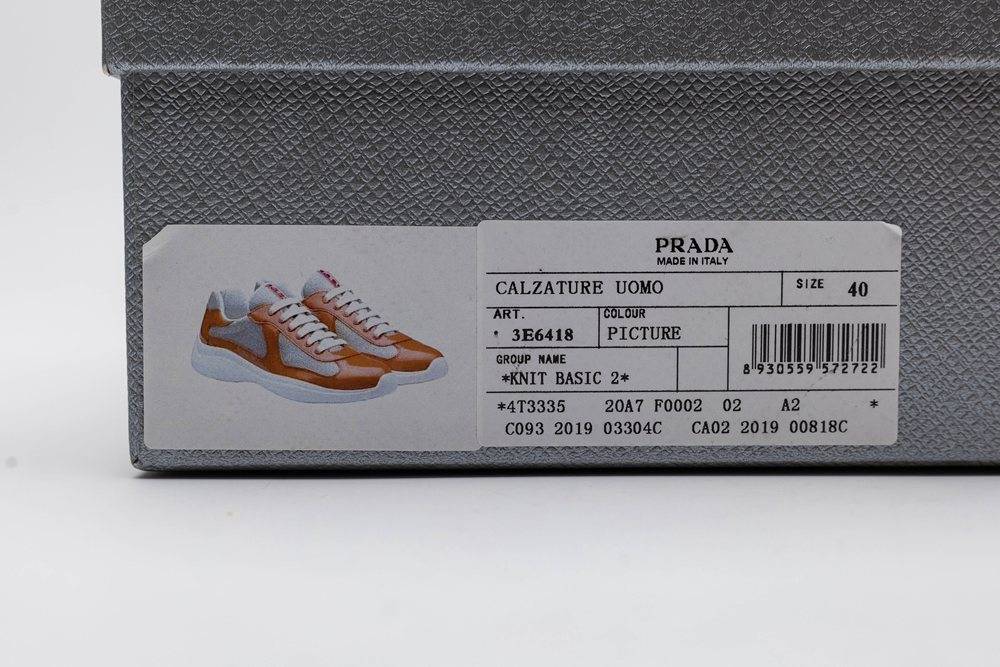 PRADA
MADE IN ITALY
CALZATURE UOMO
SIZE 40
ART.
3E6418
COLOUR
PICTURE
GROUP NAME
*KNIT BASIC 2*
8 930559 572722
*4T3335 20A7 F0002 02 A2 *
C093 2019 03304C CA02 2019 00818C